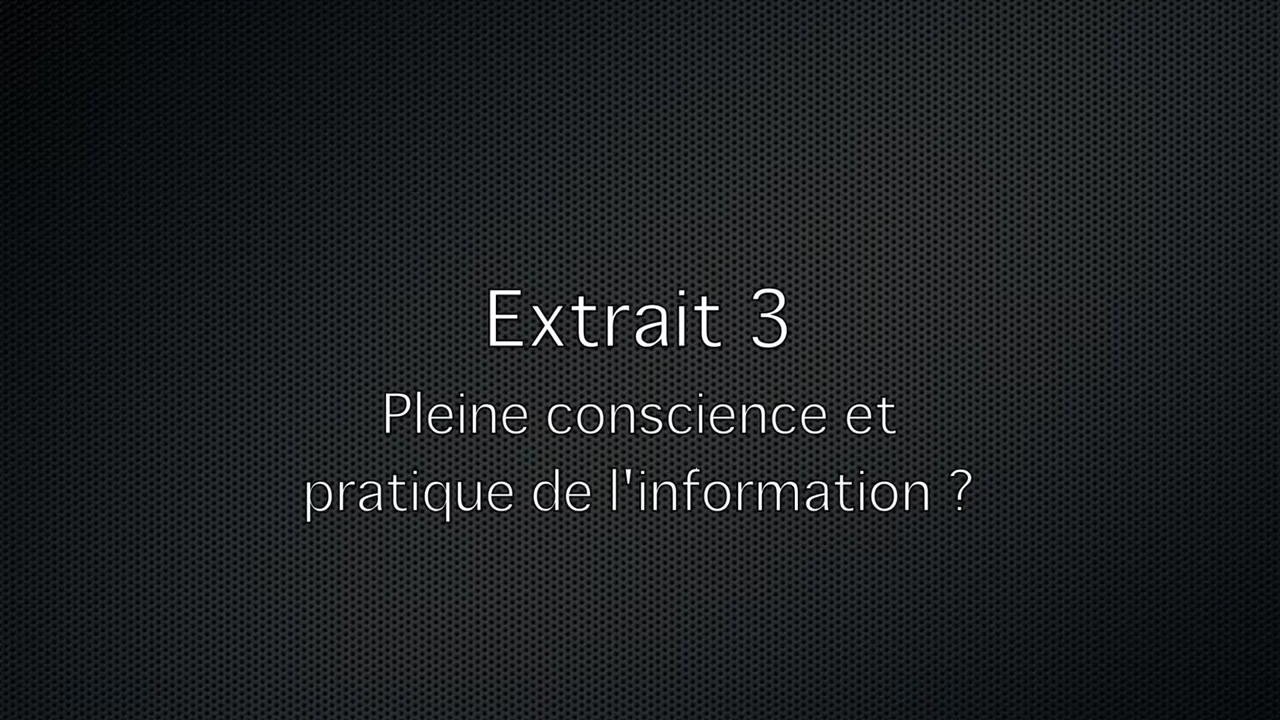 Extrait 3
Pleine conscience et
pratique de l'information ?